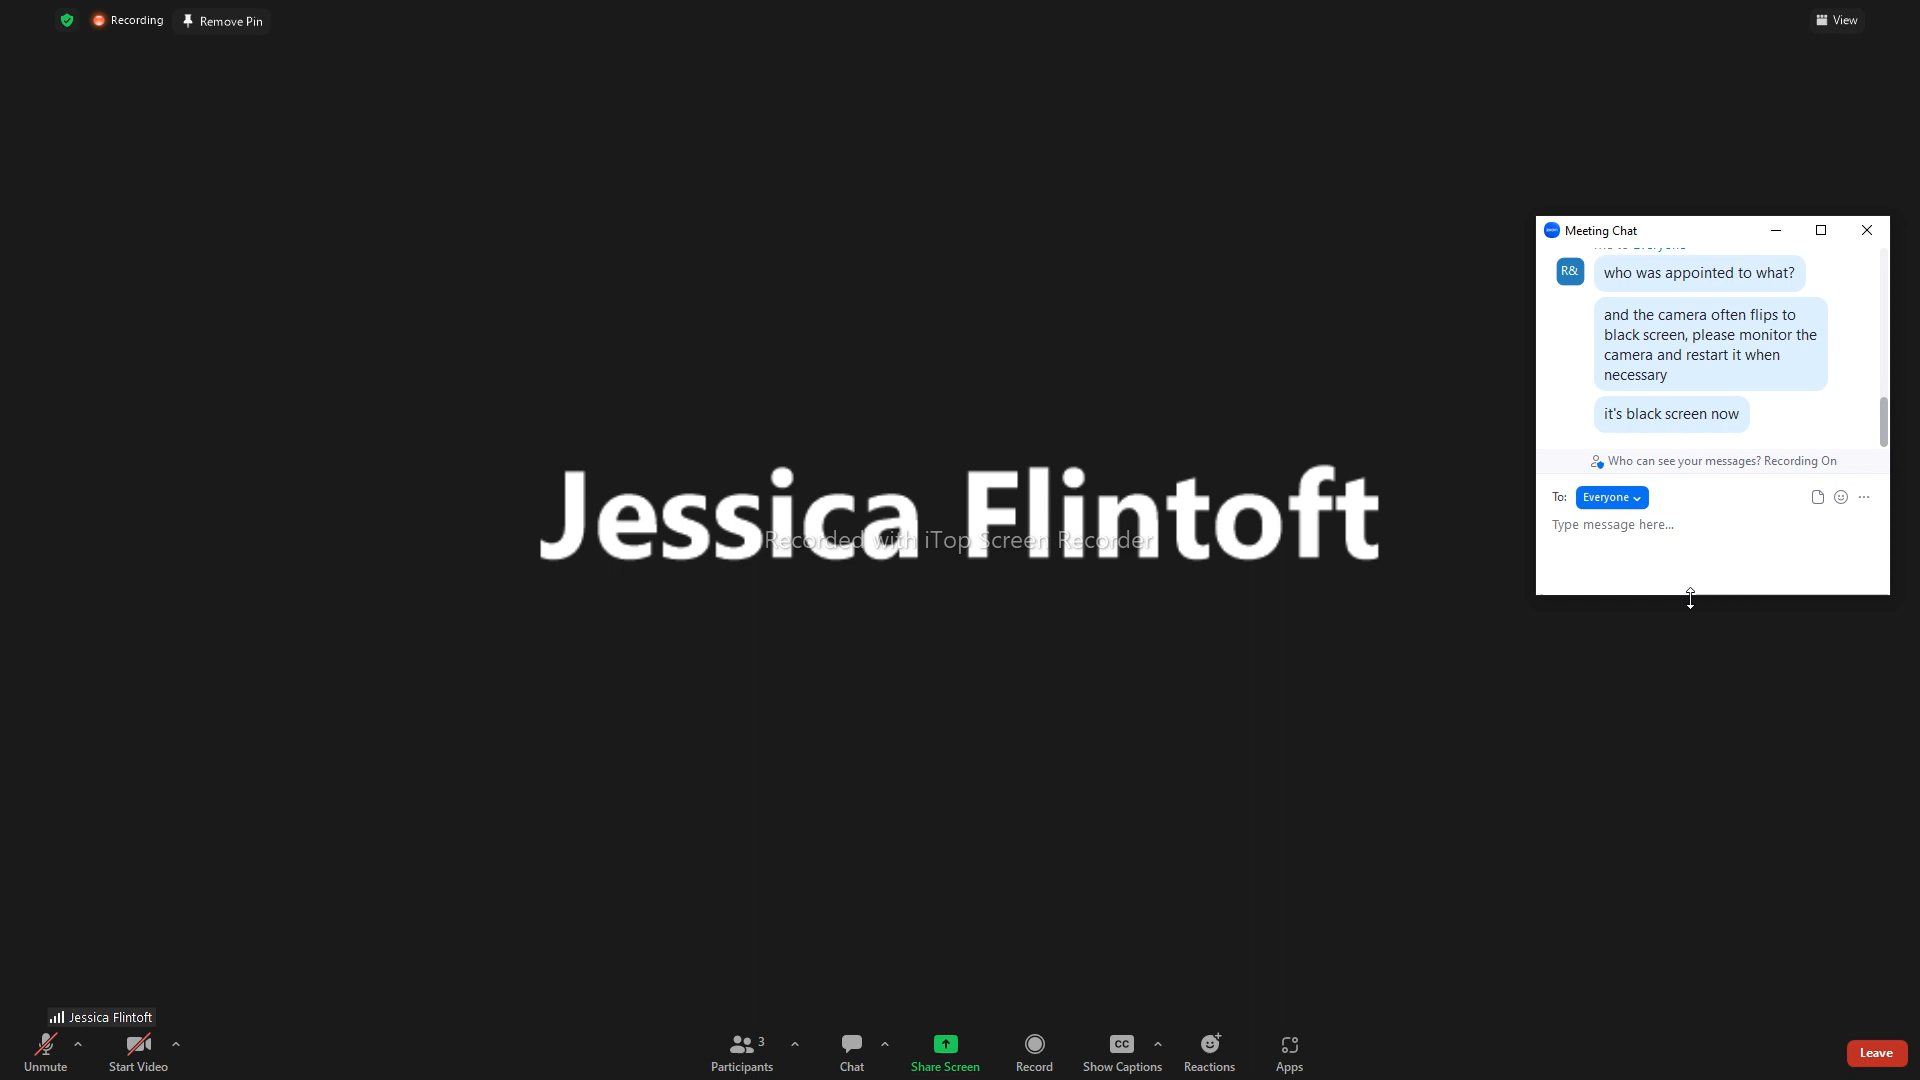 Recording
Remove Pin
View
Meeting Chat
R&
who was appointed to what?
and the camera often flips to
black screen, please monitor the
camera and restart it when
necessary
it's black screen now
Who can see your messages? Recording On
To: Everyone
Type message here...
Jessica Flintoft
Recorded with iTop Screen Recorder
Jessica Flintoft
Unmute
Start Video
3
Participants
Chat
Share Screen
Record
CC
Show Captions
Reactions
Apps
Leave